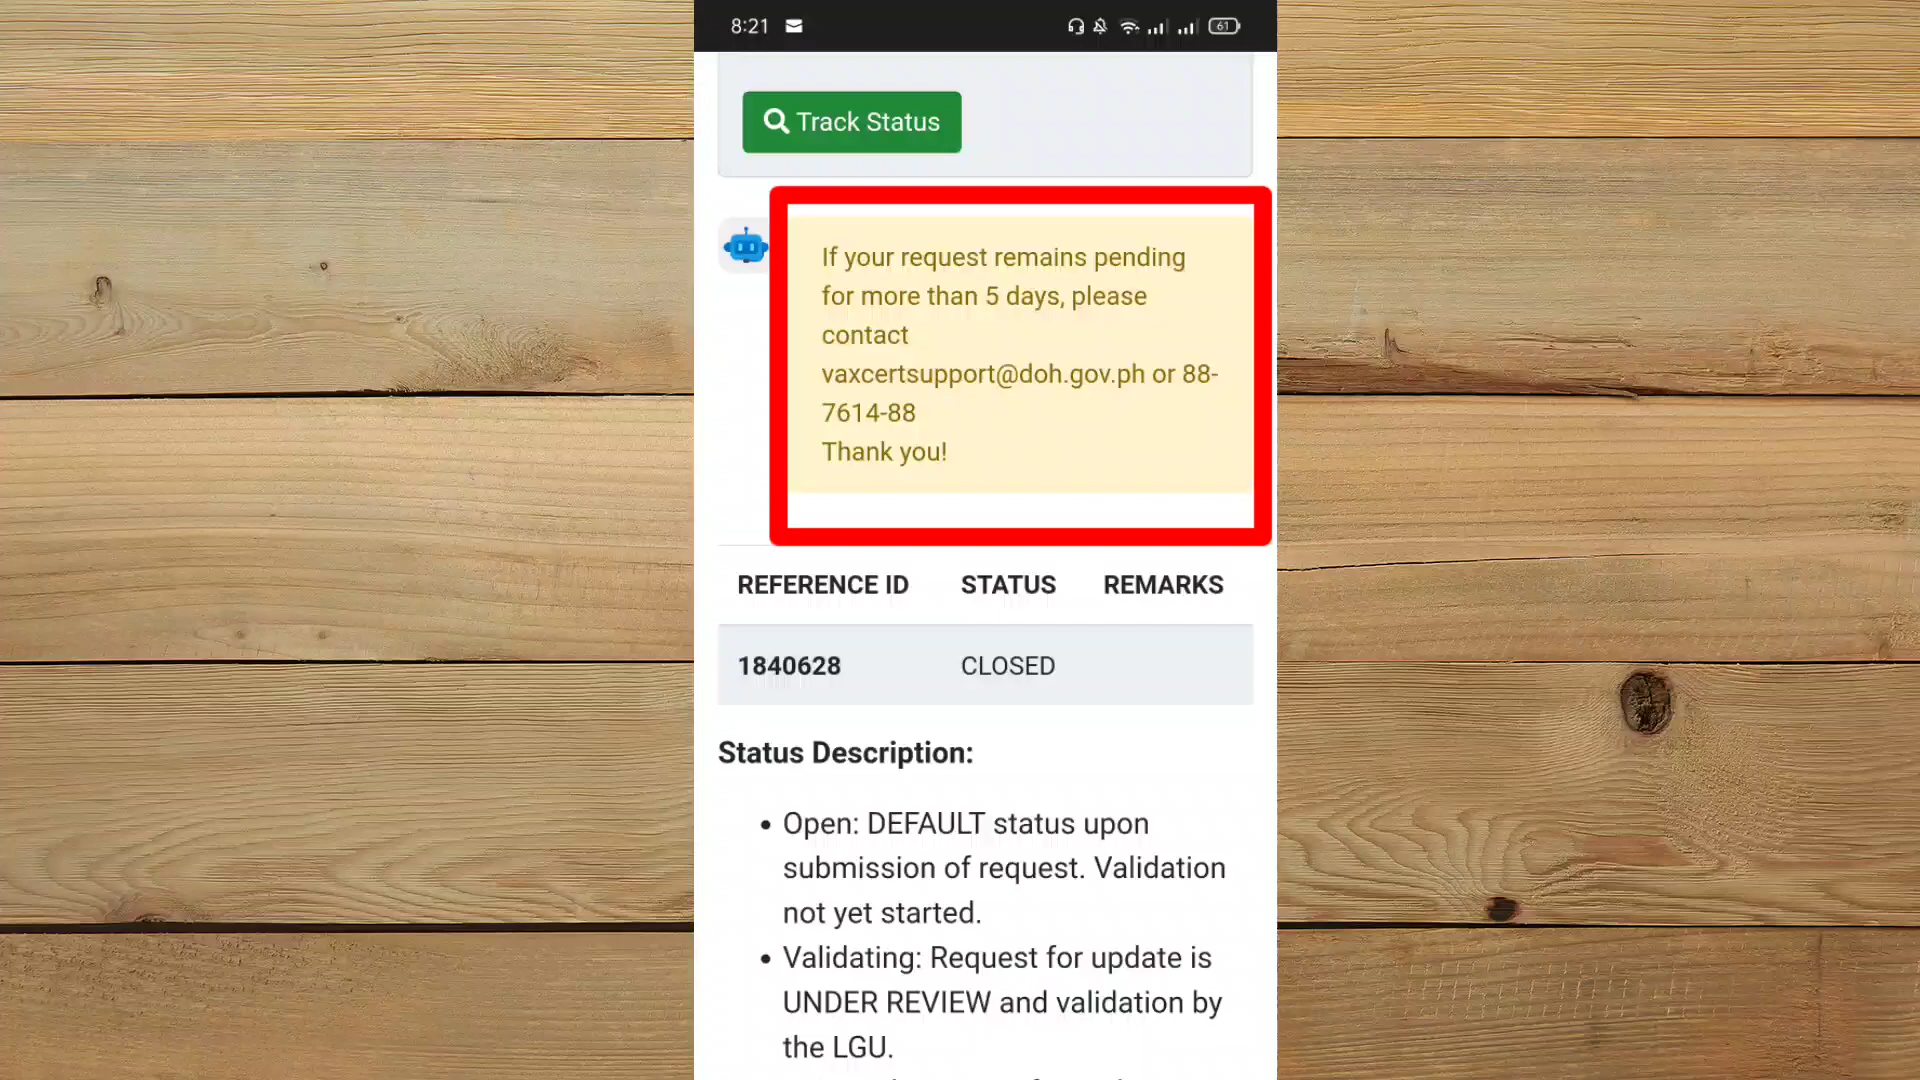 8:21
61
Track Status
If your request remains pending
for more than 5 days, please
contact
vaxcertsupport@doh.gov.ph or 88-
7614-88
Thank you!
REFERENCE ID STATUS REMARKS
1840628 CLOSED
Status Description:
• Open: DEFAULT status upon
submission of request. Validation
not yet started.
• Validating: Request for update is
UNDER REVIEW and validation by
the LGU.